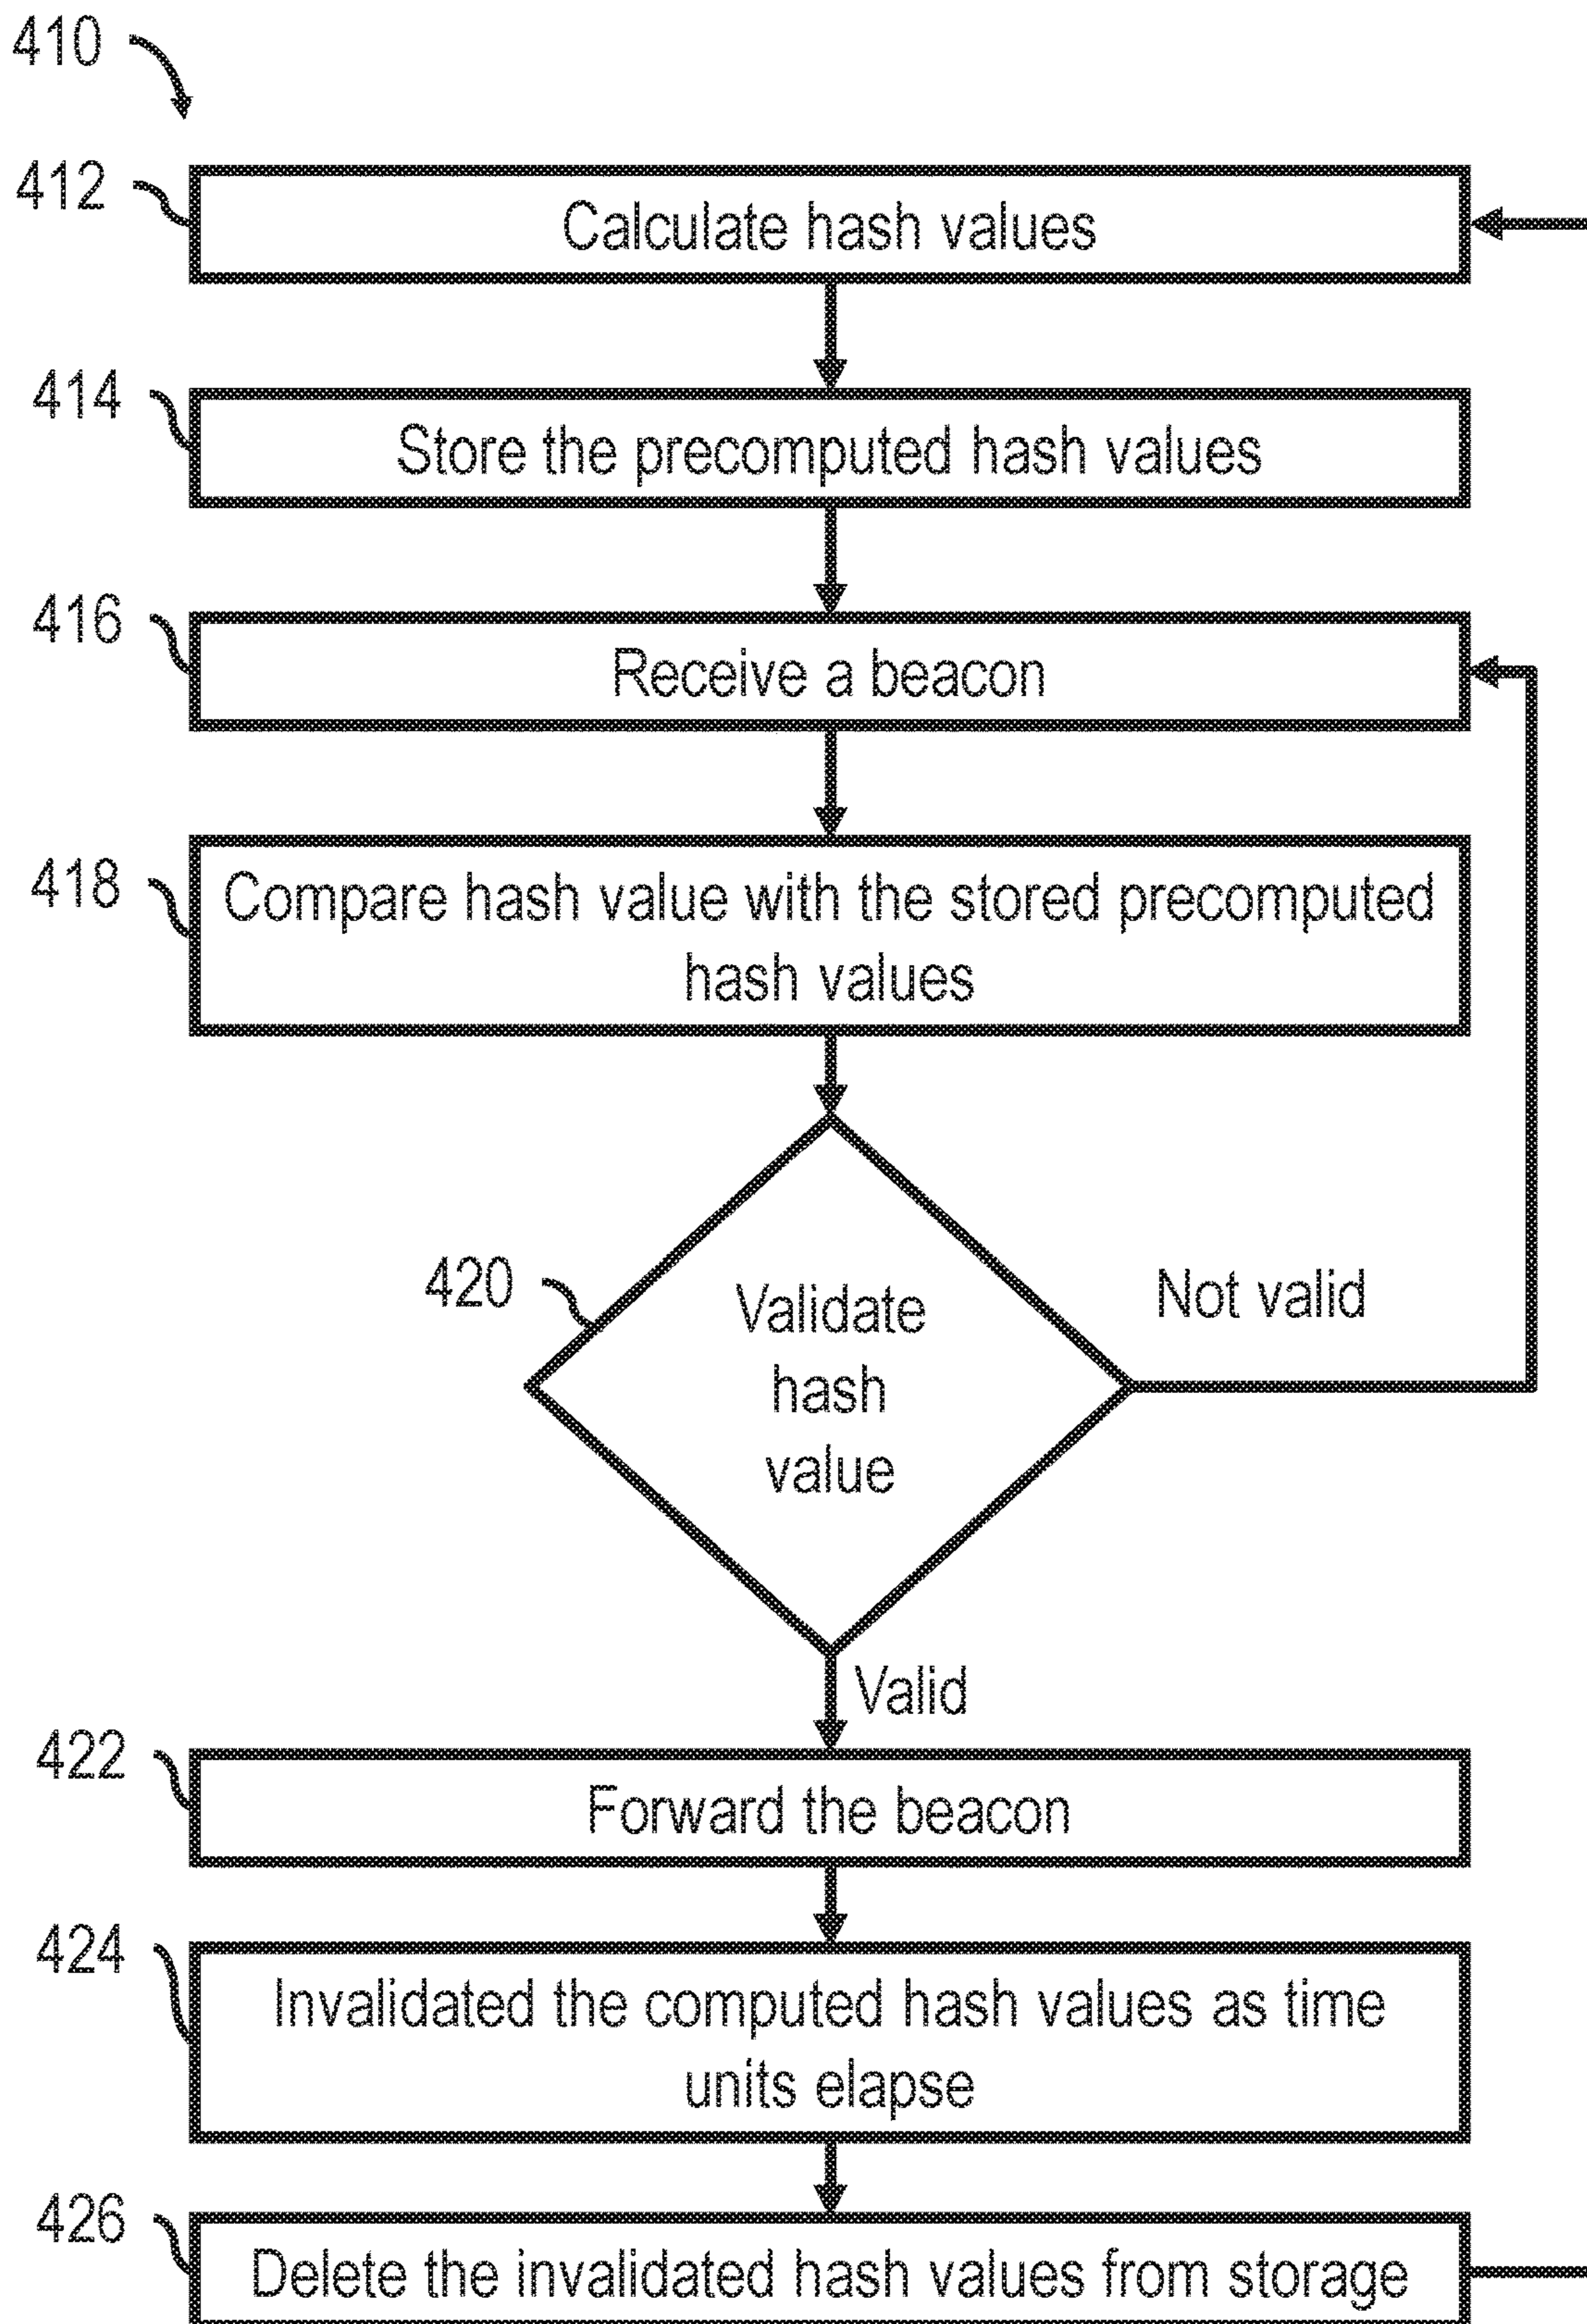 410
412
Calculate hash values
414
Store the precomputed hash values
416
Receive a beacon
418
Compare hash value with the stored precomputed
hash values
420
Validate
hash
value
Not valid
Valid
422
Forward the beacon
424
Invalidated the computed hash values as time
units elapse
426
Delete the invalidated hash values from storage